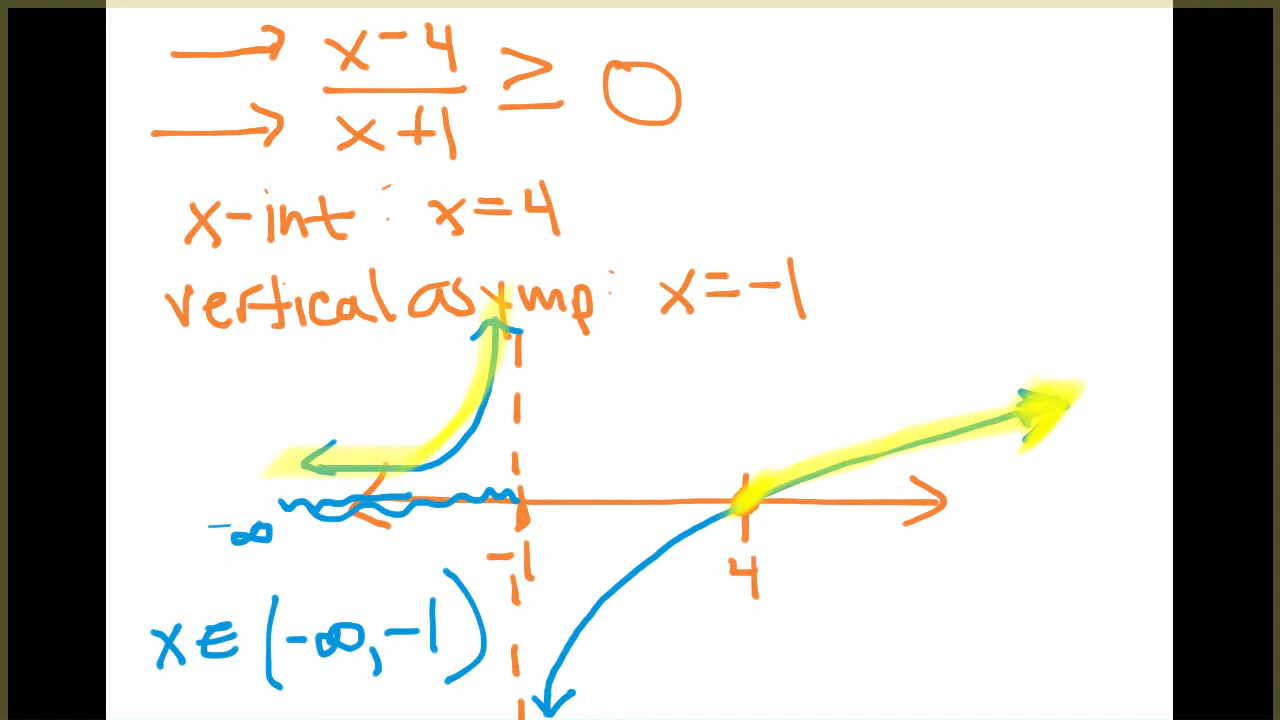 x-4
x+1 ≥ 0
x-int: x=4
vertical asymp: x=-1
-∞
-1
4
x∈(-∞,-1)